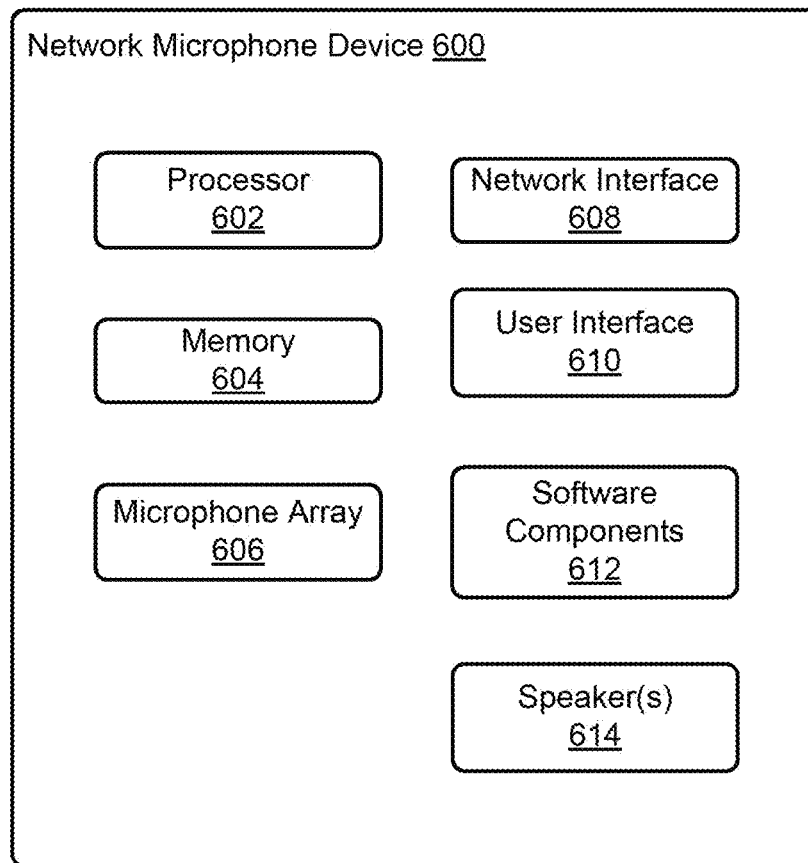 Network Microphone Device 600
Processor
602
Network Interface
608
Memory
604
User Interface
610
Microphone Array
606
Software
Components
612
Speaker(s)
614